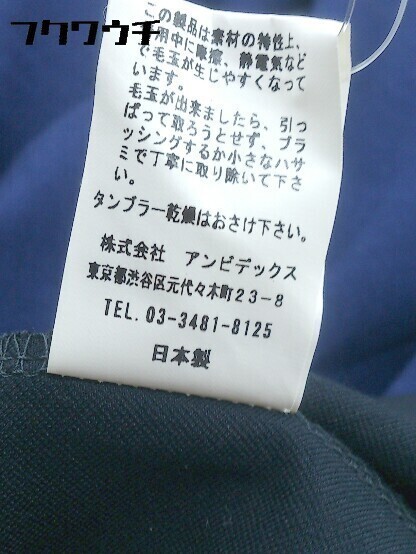 フクワウチ
この製品は素材の特性上、
用中に摩擦、静電気など
で毛玉が生じやすくなって
います。
毛玉が出来ましたら、引っ
ぱって取ろうとせず、ブラ
ッシングするか小さなハサ
ミで丁寧に取り除いて下さ
い。
タンブラー乾燥はおさけ下さい。
株式会社 アンビデックス
東京都渋谷区元代々木町23-8
TEL. 03-3481-8125
日本製